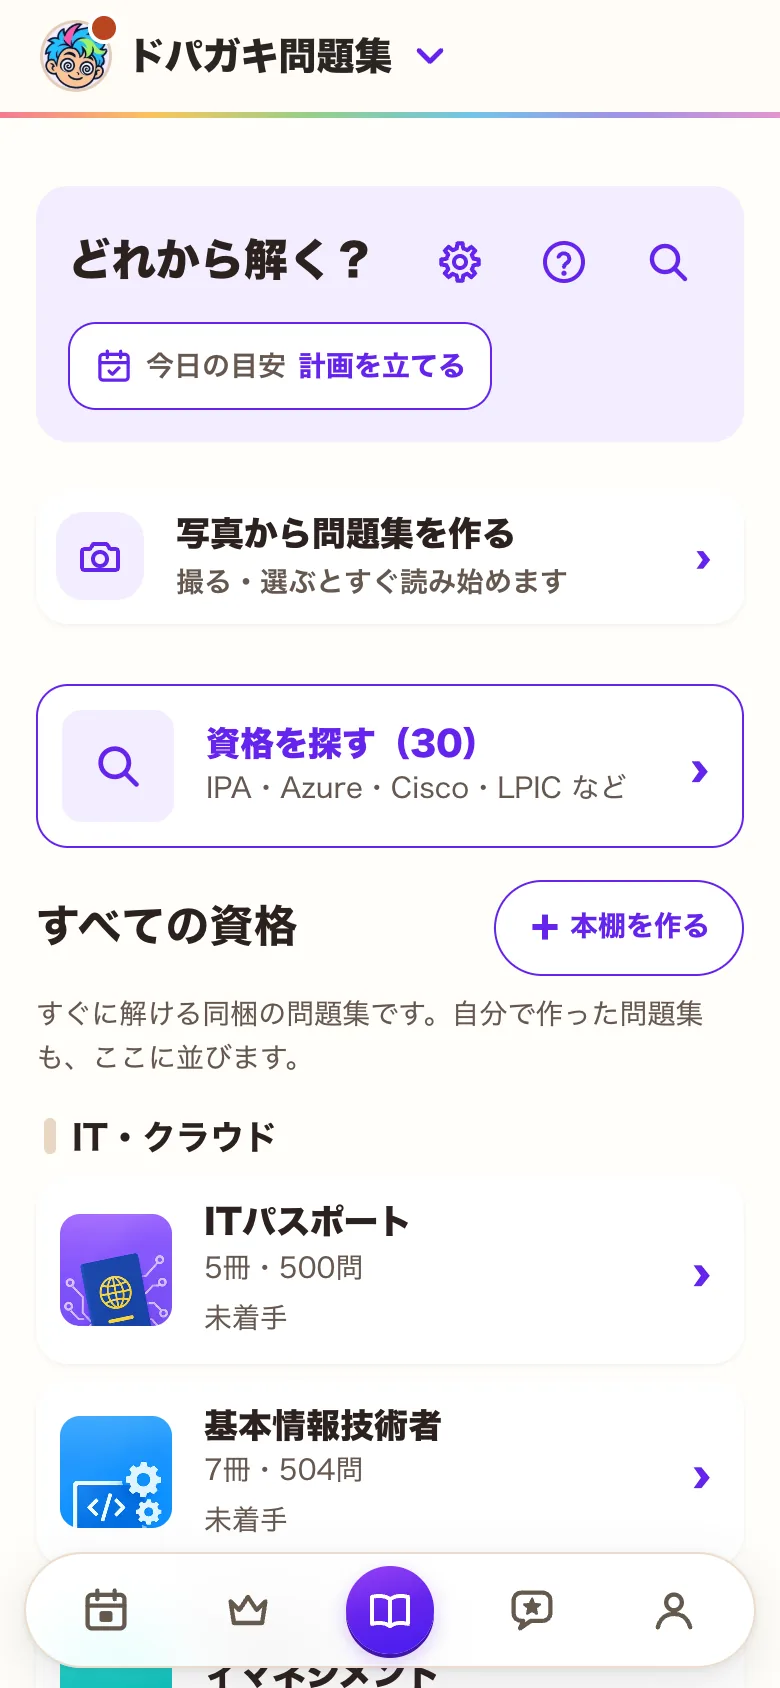 ドパガキ問題集
どれから解く？
今日の目安 計画を立てる
写真から問題集を作る
撮る・選ぶとすぐ読み始めます
資格を探す（30）
IPA・Azure・Cisco・LPIC など
すべての資格
本棚を作る
すぐに解ける同梱の問題集です。自分で作った問題集
も、ここに並びます。
IT・クラウド
ITパスポート
5冊・500問
未着手
基本情報技術者
7冊・504問
未着手